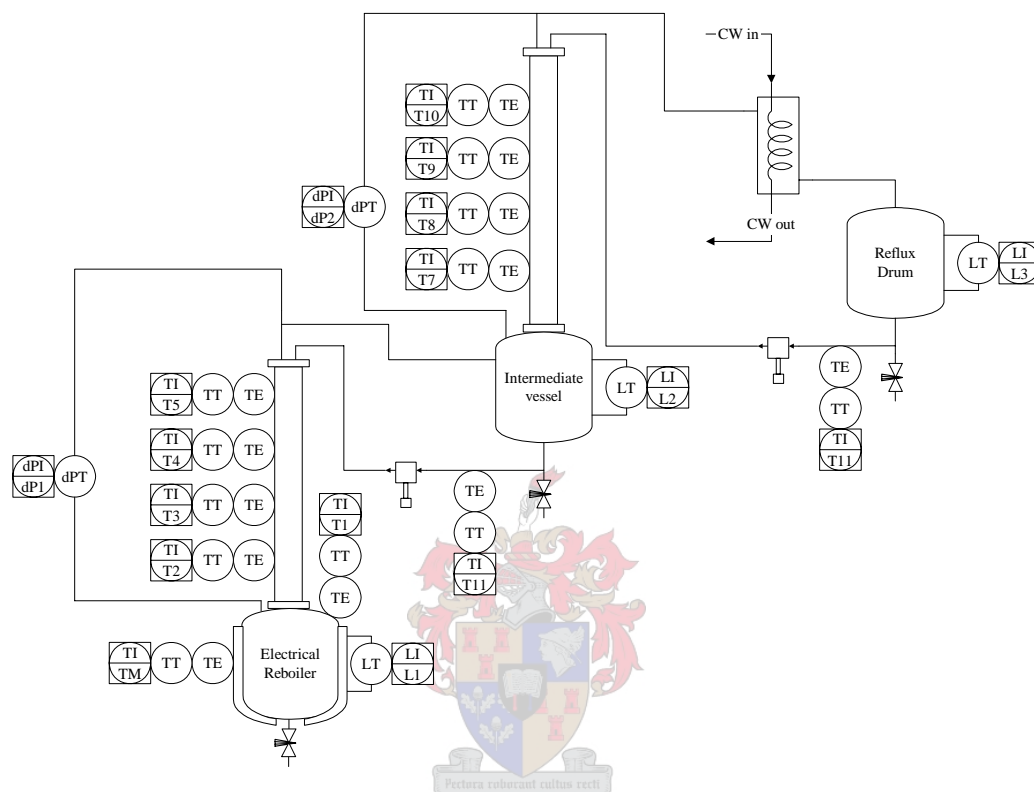 CW in
TI
T10
TT
TE
TI
T9
TT
TE
dPI
dP2
dPT
TI
T8
TT
TE
CW out
TI
T7
TT
TE
Reflux
Drum
LT
LI
L3
Intermediate
vessel
LT
LI
L2
TE
TT
TI
T11
TI
T5
TT
TE
TI
T4
TT
TE
dPI
dP1
dPT
TI
T3
TT
TE
TI
T1
TT
TE
TE
TT
TI
T11
TI
T2
TT
TE
TI
TM
TT
TE
Electrical
Reboiler
LT
LI
L1
Pectora roborant cultus recti